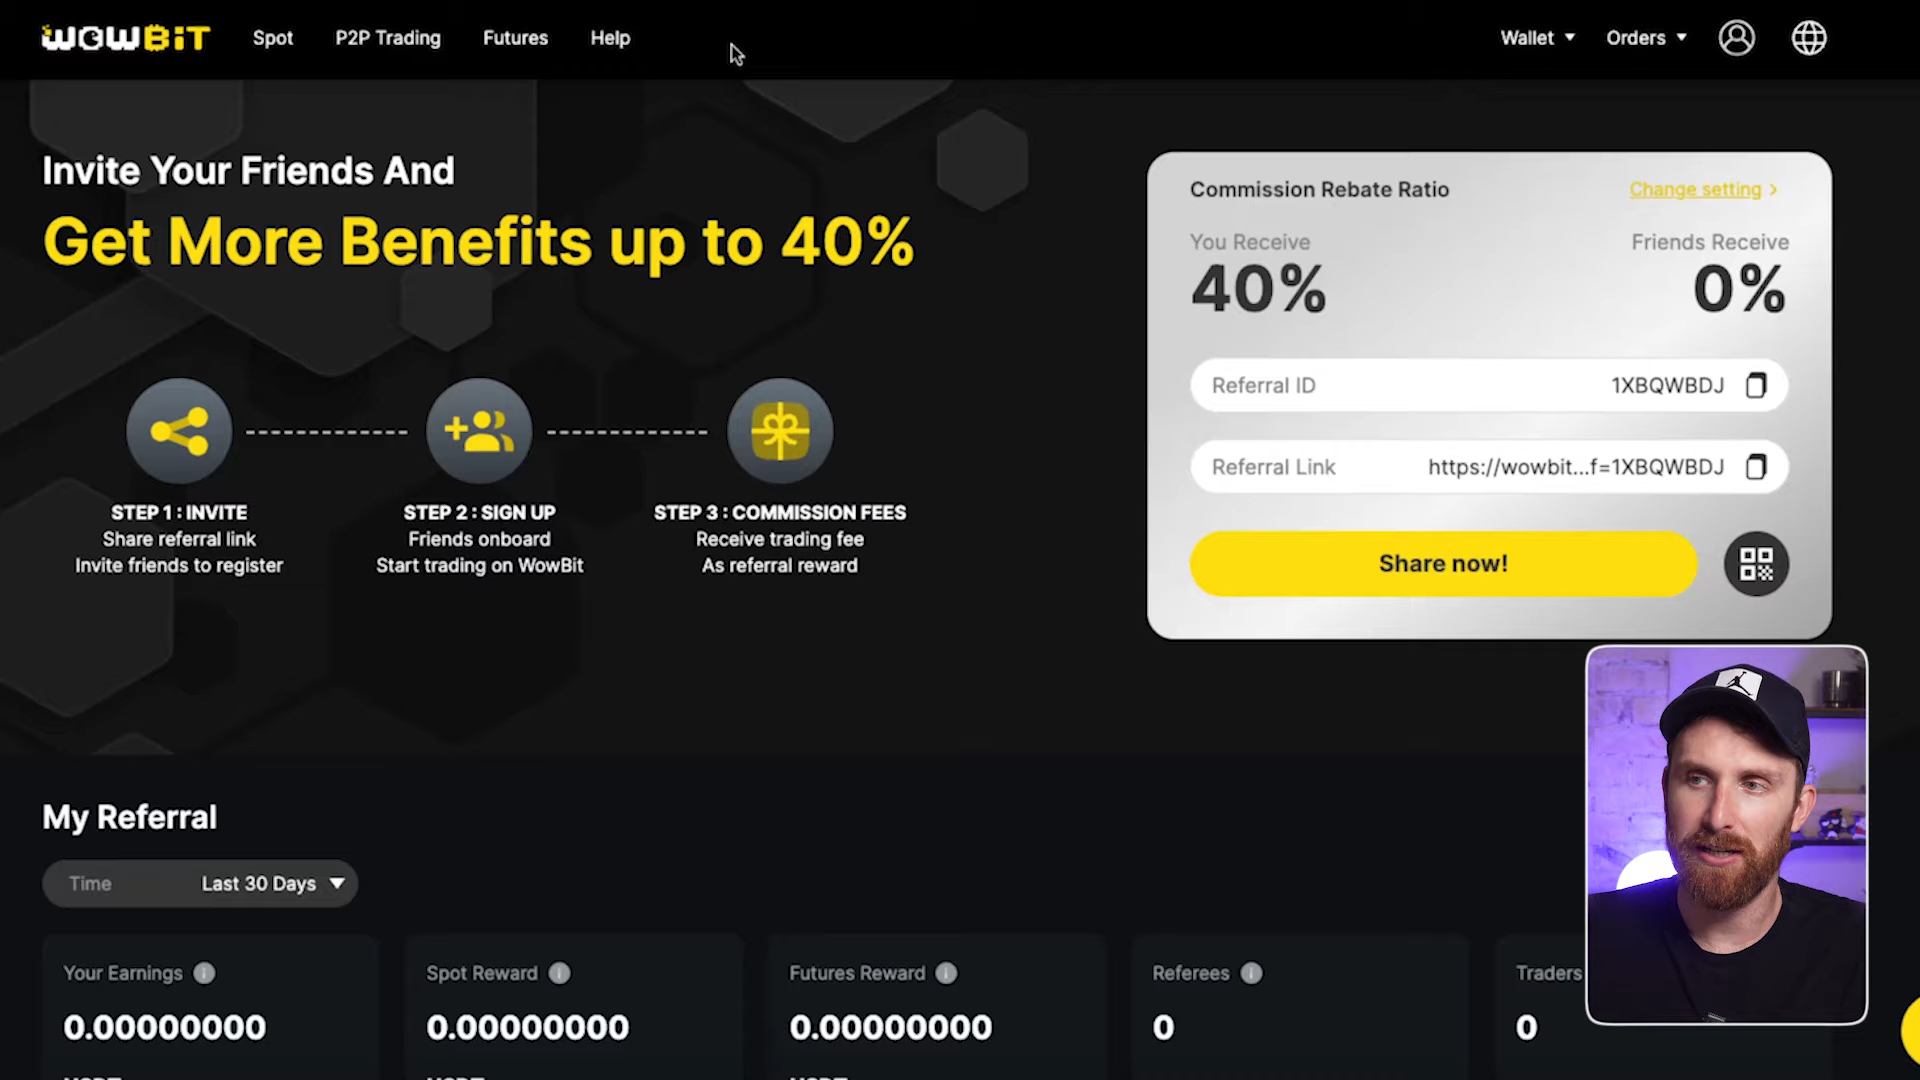 WOWBiT
Spot
P2P Trading
Futures
Help
Wallet
Orders
Invite Your Friends And
Get More Benefits up to 40%
STEP 1 : INVITE
Share referral link
Invite friends to register
STEP 2 : SIGN UP
Friends onboard
Start trading on WowBit
STEP 3 : COMMISSION FEES
Receive trading fee
As referral reward
Commission Rebate Ratio
Change setting >
You Receive
Friends Receive
40%
0%
Referral ID
1XBQWBDJ
Referral Link
https://wowbit...f=1XBQWBDJ
Share now!
My Referral
Time
Last 30 Days
Your Earnings
0.00000000
Spot Reward
0.00000000
Futures Reward
0.00000000
Referees
0
Traders
0